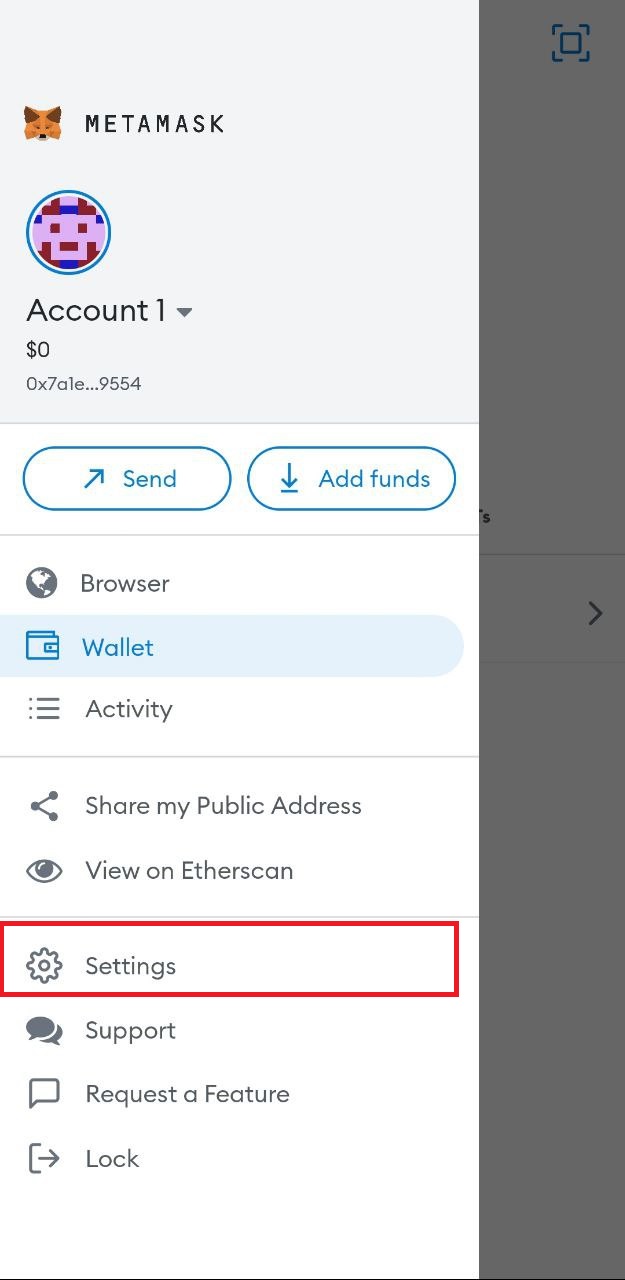 METAMASK
Account 1
$0
0x7a1e...9554
Send
Add funds
Browser
Wallet
Activity
Share my Public Address
View on Etherscan
Settings
Support
Request a Feature
Lock